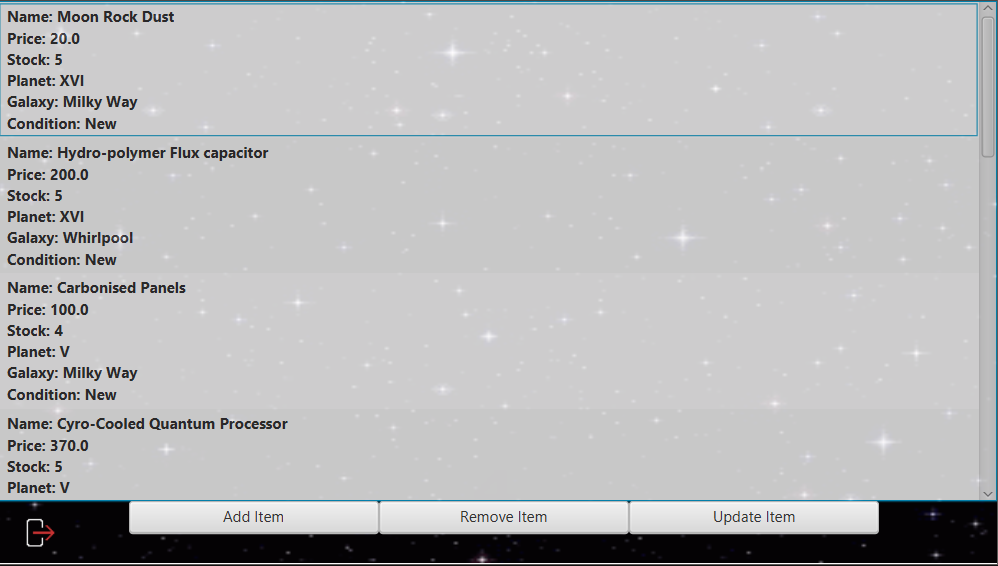 Name: Moon Rock Dust
Price: 20.0
Stock: 5
Planet: XVI
Galaxy: Milky Way
Condition: New
Name: Hydro-polymer Flux capacitor
Price: 200.0
Stock: 5
Planet: XVI
Galaxy: Whirlpool
Condition: New
Name: Carbonised Panels
Price: 100.0
Stock: 4
Planet: V
Galaxy: Milky Way
Condition: New
Name: Cyro-Cooled Quantum Processor
Price: 370.0
Stock: 5
Planet: V
Add Item
Remove Item
Update Item